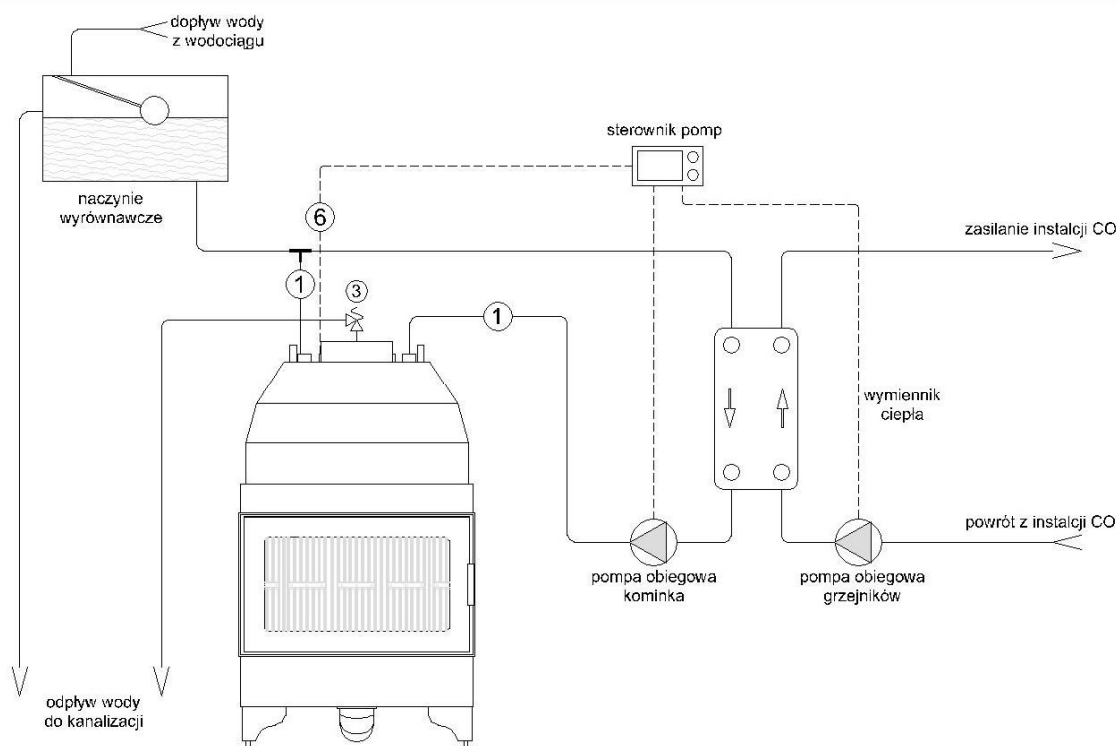 dopływ wody
z wodociągu
sterownik pomp
naczynie
wyrównawcze
6
zasilanie instalcji CO
1
3
1
wymiennik
ciepła
powrót z instalcji CO
pompa obiegowa
kominka
pompa obiegowa
grzejników
odpływ wody
do kanalizacji